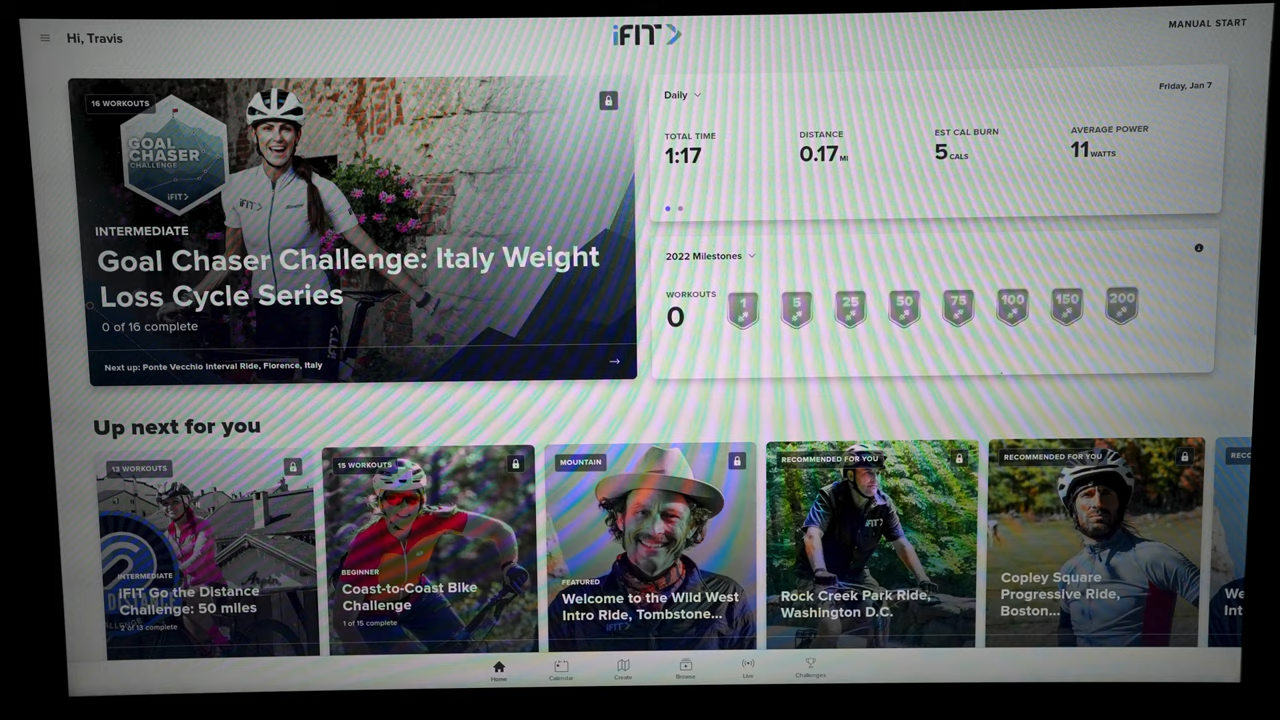 Hi, Travis
iFIT
MANUAL START
16 WORKOUTS
GOAL
CHASER
CHALLENGE
iFIT
iFIT
INTERMEDIATE
Goal Chaser Challenge: Italy Weight
Loss Cycle Series
0 of 16 complete
Next up: Ponte Vecchio Interval Ride, Florence, Italy
Daily
Friday, Jan 7
TOTAL TIME
1:17
DISTANCE
0.17 MI
EST CAL BURN
5 CALS
AVERAGE POWER
11 WATTS
2022 Milestones
WORKOUTS
0
1 5 25 50 75 100 150 200
Up next for you
13 WORKOUTS
INTERMEDIATE
iFIT Go the Distance
Challenge: 50 miles
2 of 13 complete
15 WORKOUTS
BEGINNER
Coast-to-Coast Bike
Challenge
1 of 15 complete
MOUNTAIN
FEATURED
Welcome to the Wild West
Intro Ride, Tombstone...
iFIT
RECOMMENDED FOR YOU
iFIT
Rock Creek Park Ride,
Washington D.C.
RECOMMENDED FOR YOU
Copley Square
Progressive Ride,
Boston...
RECO
We
Int
Home
Calendar
Create
Browse
Live
Challenges